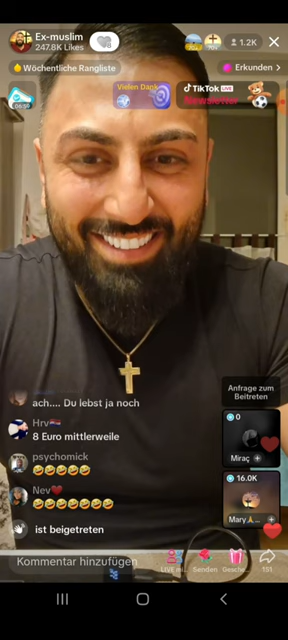 Ex-muslim
247.8K Likes
1.2K
Wöchentliche Rangliste
Erkunden >
Vielen Dank
TikTok LIVE
Newsletter
ach.... Du lebst ja noch
Hrv🇭🇷
8 Euro mittlerweile
psychomick
🤣🤣🤣🤣🤣
Nev❤️
🤣🤣🤣🤣🤣🤣🤣
ist beigetreten
Anfrage zum
Beitreten
0
Miraç +
16.0K
Mary🙏... +
Kommentar hinzufügen
Senden
Gesche...
191